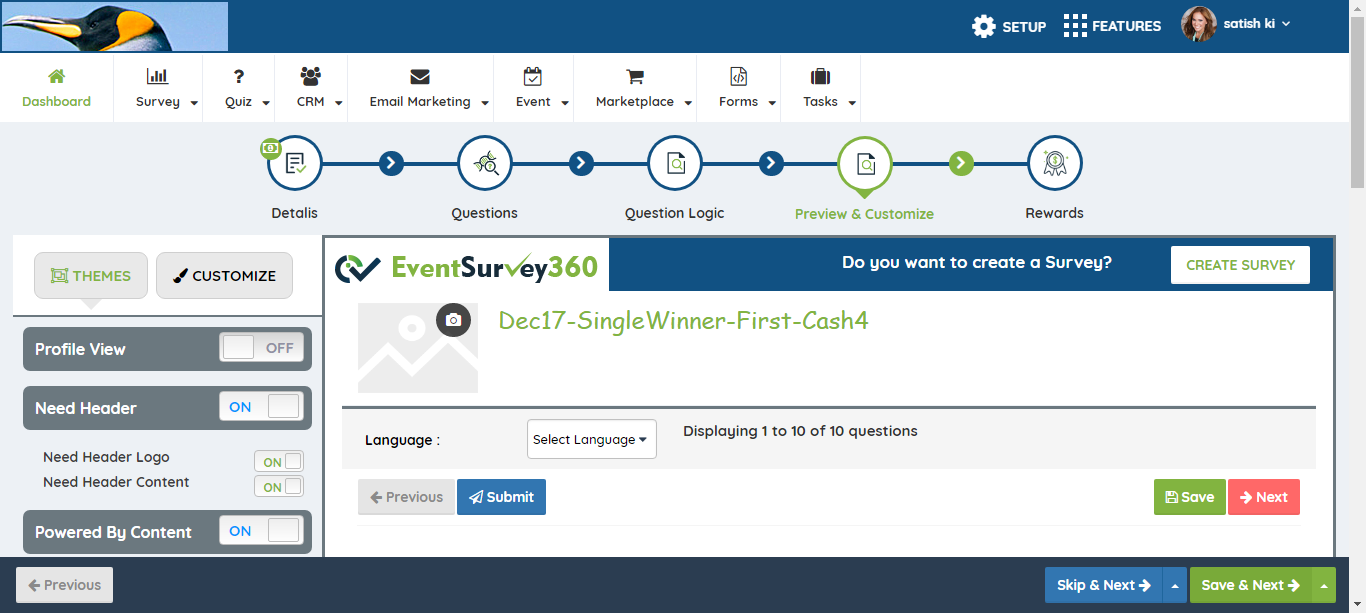 SETUP
FEATURES
satish ki
Dashboard
Survey
Quiz
CRM
Email Marketing
Event
Marketplace
Forms
Tasks
Detalis
Questions
Question Logic
Preview & Customize
Rewards
THEMES
CUSTOMIZE
Profile View
OFF
Need Header
ON
Need Header Logo
ON
Need Header Content
ON
Powered By Content
ON
EventSurvey360
Do you want to create a Survey?
CREATE SURVEY
Dec17-SingleWinner-First-Cash4
Language :
Select Language
Displaying 1 to 10 of 10 questions
Previous
Submit
Save
Next
Previous
Skip & Next
Save & Next